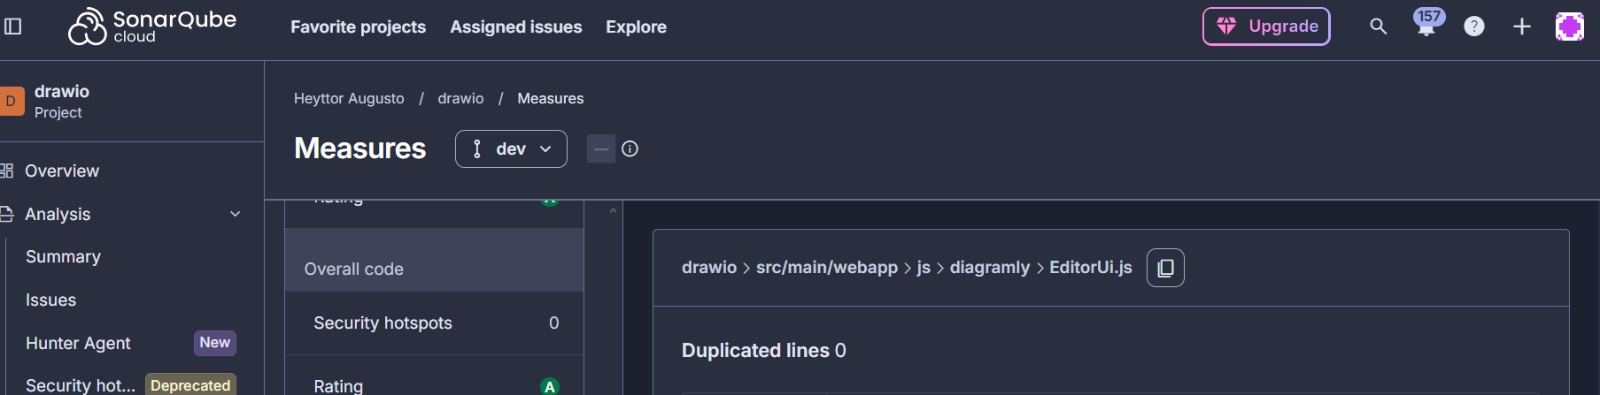 SonarQube cloud
Favorite projects
Assigned issues
Explore
Upgrade
157
?
D
drawio
Project
Overview
Analysis
Summary
Issues
Hunter Agent New
Security hot... Deprecated
Heyttor Augusto / drawio / Measures
Measures
dev
Rating A
Overall code
Security hotspots 0
Rating A
drawio > src/main/webapp > js > diagramly > EditorUi.js
Duplicated lines 0